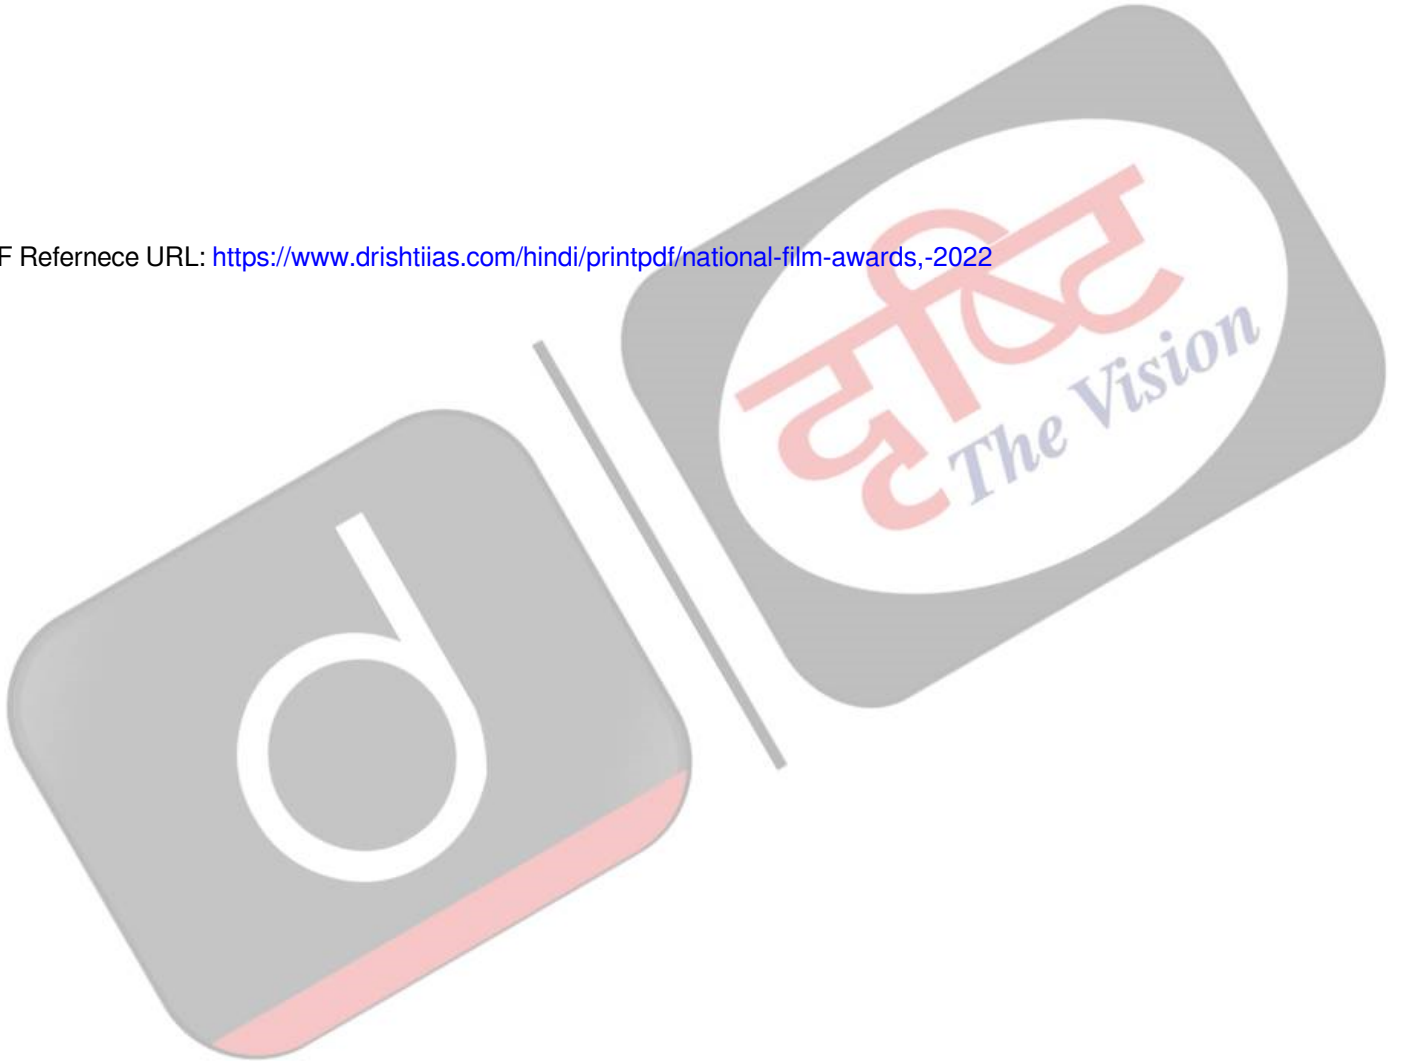 F Refernece URL: https://www.drishtiias.com/hindi/printpdf/national-film-awards,-2022
दृष्टि
The Vision
d